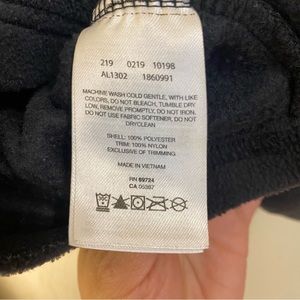 219 0219 10198
AL1302 1860991
MACHINE WASH COLD GENTLE, WITH LIKE
COLORS, DO NOT BLEACH, TUMBLE DRY
LOW, REMOVE PROMPTLY, DO NOT IRON.
DO NOT USE FABRIC SOFTENER, DO NOT
DRYCLEAN
SHELL: 100% POLYESTER
TRIM: 100% NYLON
EXCLUSIVE OF TRIMMING.
MADE IN VIETNAM
RN 69724
CA 05367